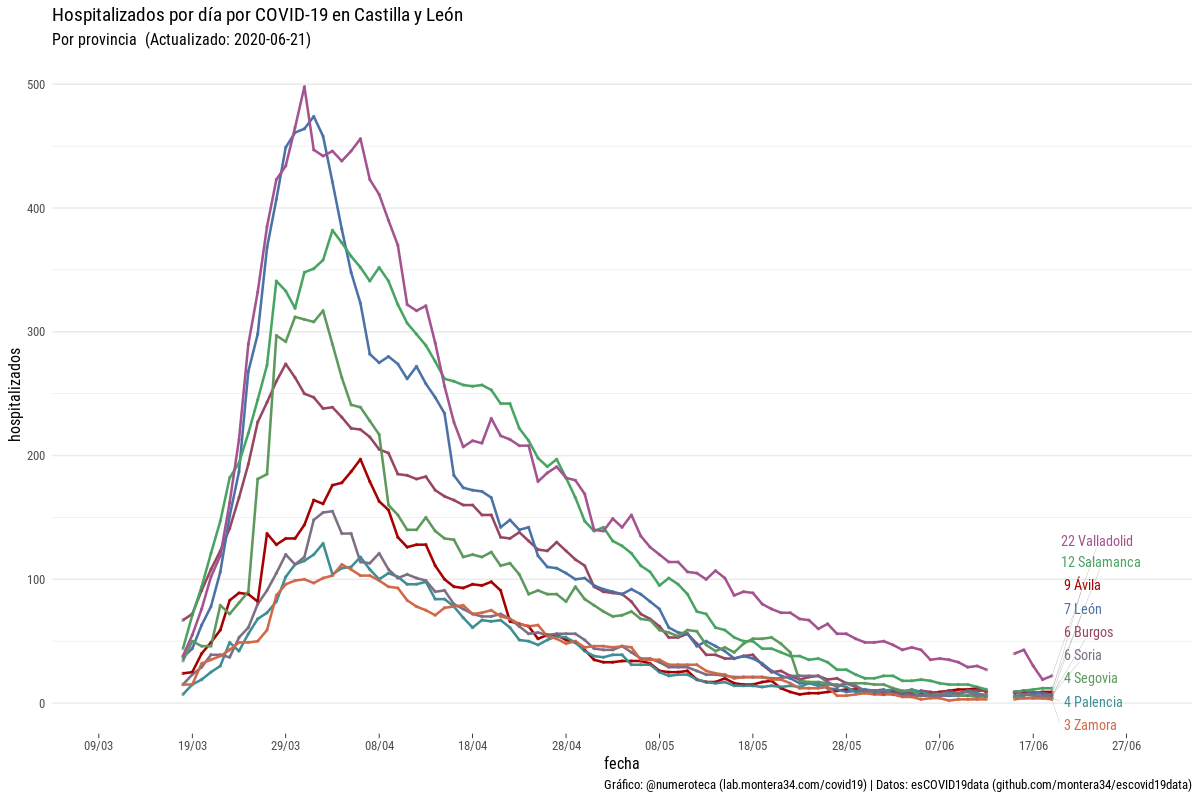 Hospitalizados por día por COVID-19 en Castilla y León
Por provincia (Actualizado: 2020-06-21)
hospitalizados
500
400
300
200
100
0
22 Valladolid
12 Salamanca
9 Ávila
7 León
6 Burgos
6 Soria
4 Segovia
4 Palencia
3 Zamora
09/03
19/03
29/03
08/04
18/04
28/04
08/05
18/05
28/05
07/06
17/06
27/06
fecha
Gráfico: @numeroteca (lab.montera34.com/covid19) | Datos: esCOVID19data (github.com/montera34/escovid19data)